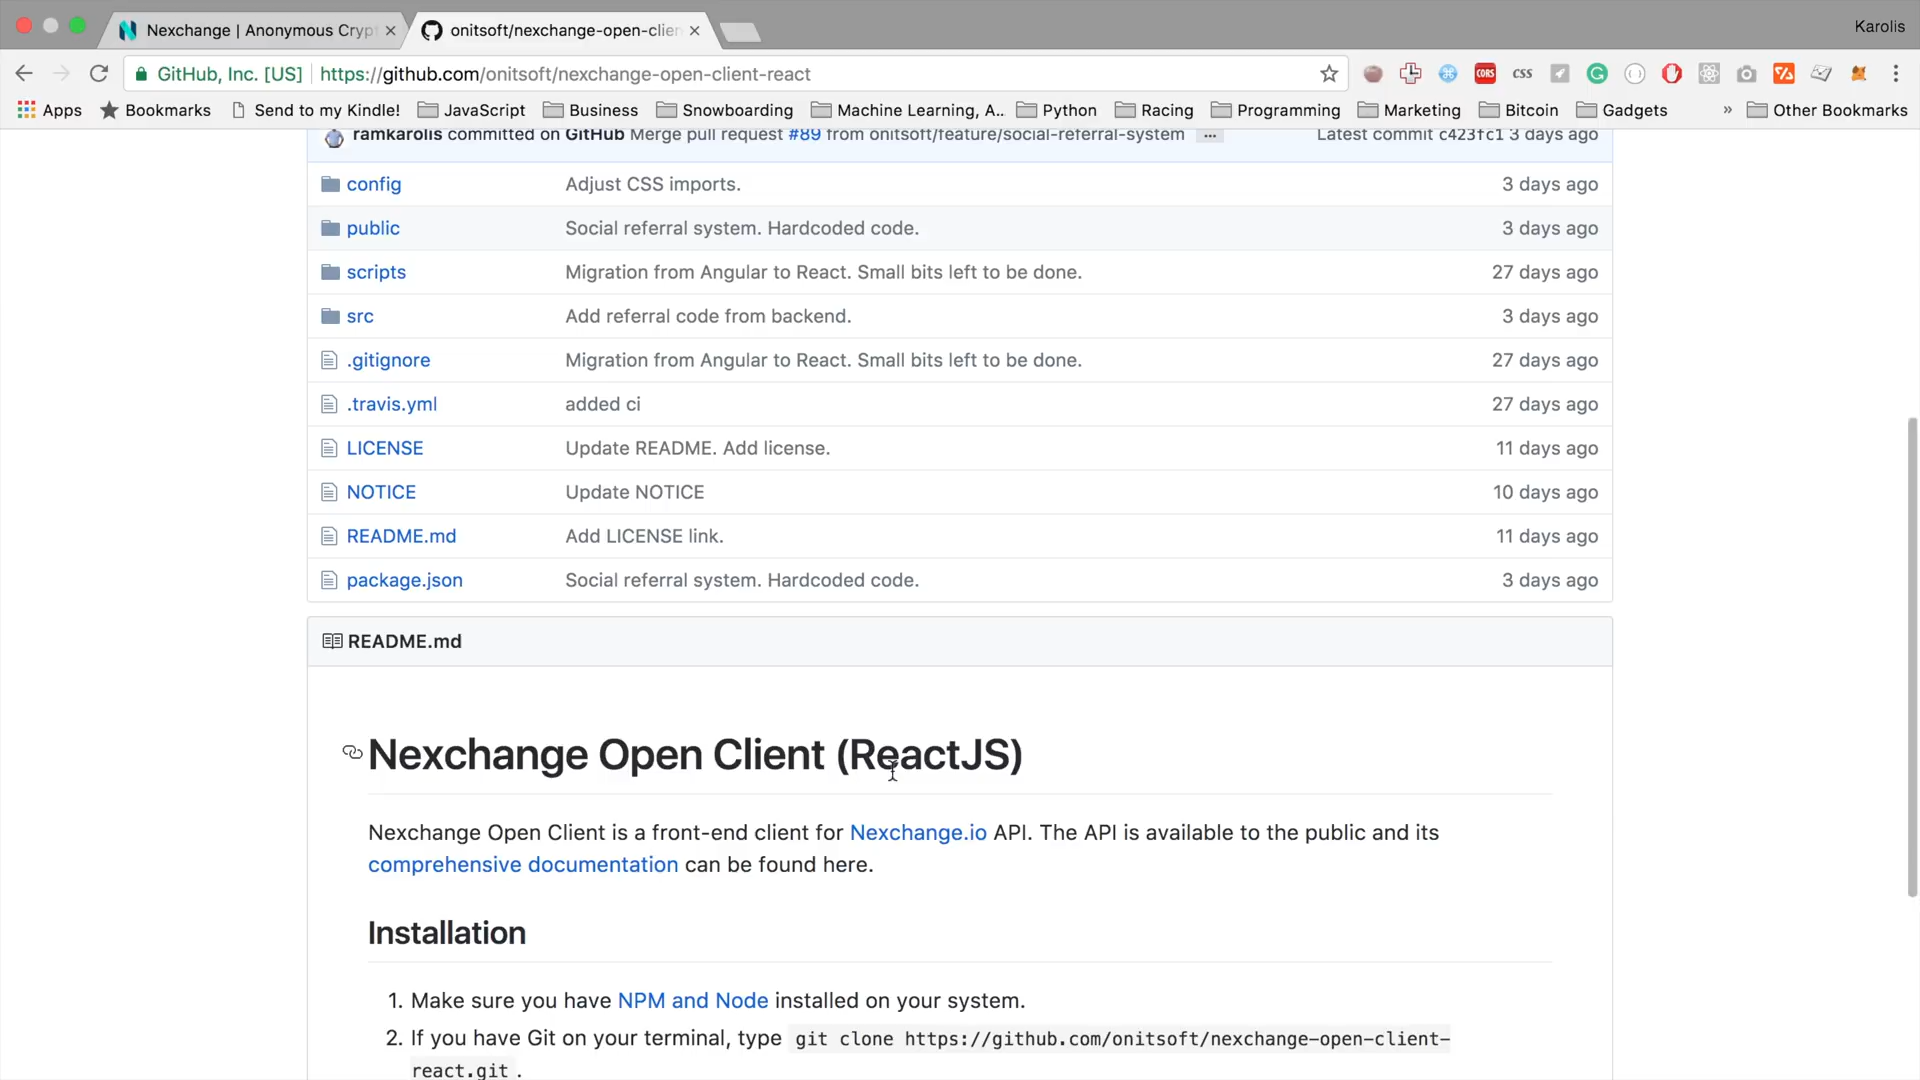 Nexchange | Anonymous Crypt
onitsoft/nexchange-open-clien
Karolis
GitHub, Inc. [US] https://github.com/onitsoft/nexchange-open-client-react
CORS CSS
Apps Bookmarks Send to my Kindle! JavaScript Business Snowboarding Machine Learning, A... Python Racing Programming Marketing Bitcoin Gadgets » Other Bookmarks
ramkarolis committed on GitHub Merge pull request #89 from onitsoft/feature/social-referral-system ... Latest commit c423fc1 3 days ago
config Adjust CSS imports. 3 days ago
public Social referral system. Hardcoded code. 3 days ago
scripts Migration from Angular to React. Small bits left to be done. 27 days ago
src Add referral code from backend. 3 days ago
.gitignore Migration from Angular to React. Small bits left to be done. 27 days ago
.travis.yml added ci 27 days ago
LICENSE Update README. Add license. 11 days ago
NOTICE Update NOTICE 10 days ago
README.md Add LICENSE link. 11 days ago
package.json Social referral system. Hardcoded code. 3 days ago
README.md
Nexchange Open Client (ReactJS)
Nexchange Open Client is a front-end client for Nexchange.io API. The API is available to the public and its
comprehensive documentation can be found here.
Installation
1. Make sure you have NPM and Node installed on your system.
2. If you have Git on your terminal, type git clone https://github.com/onitsoft/nexchange-open-client-
react.git .